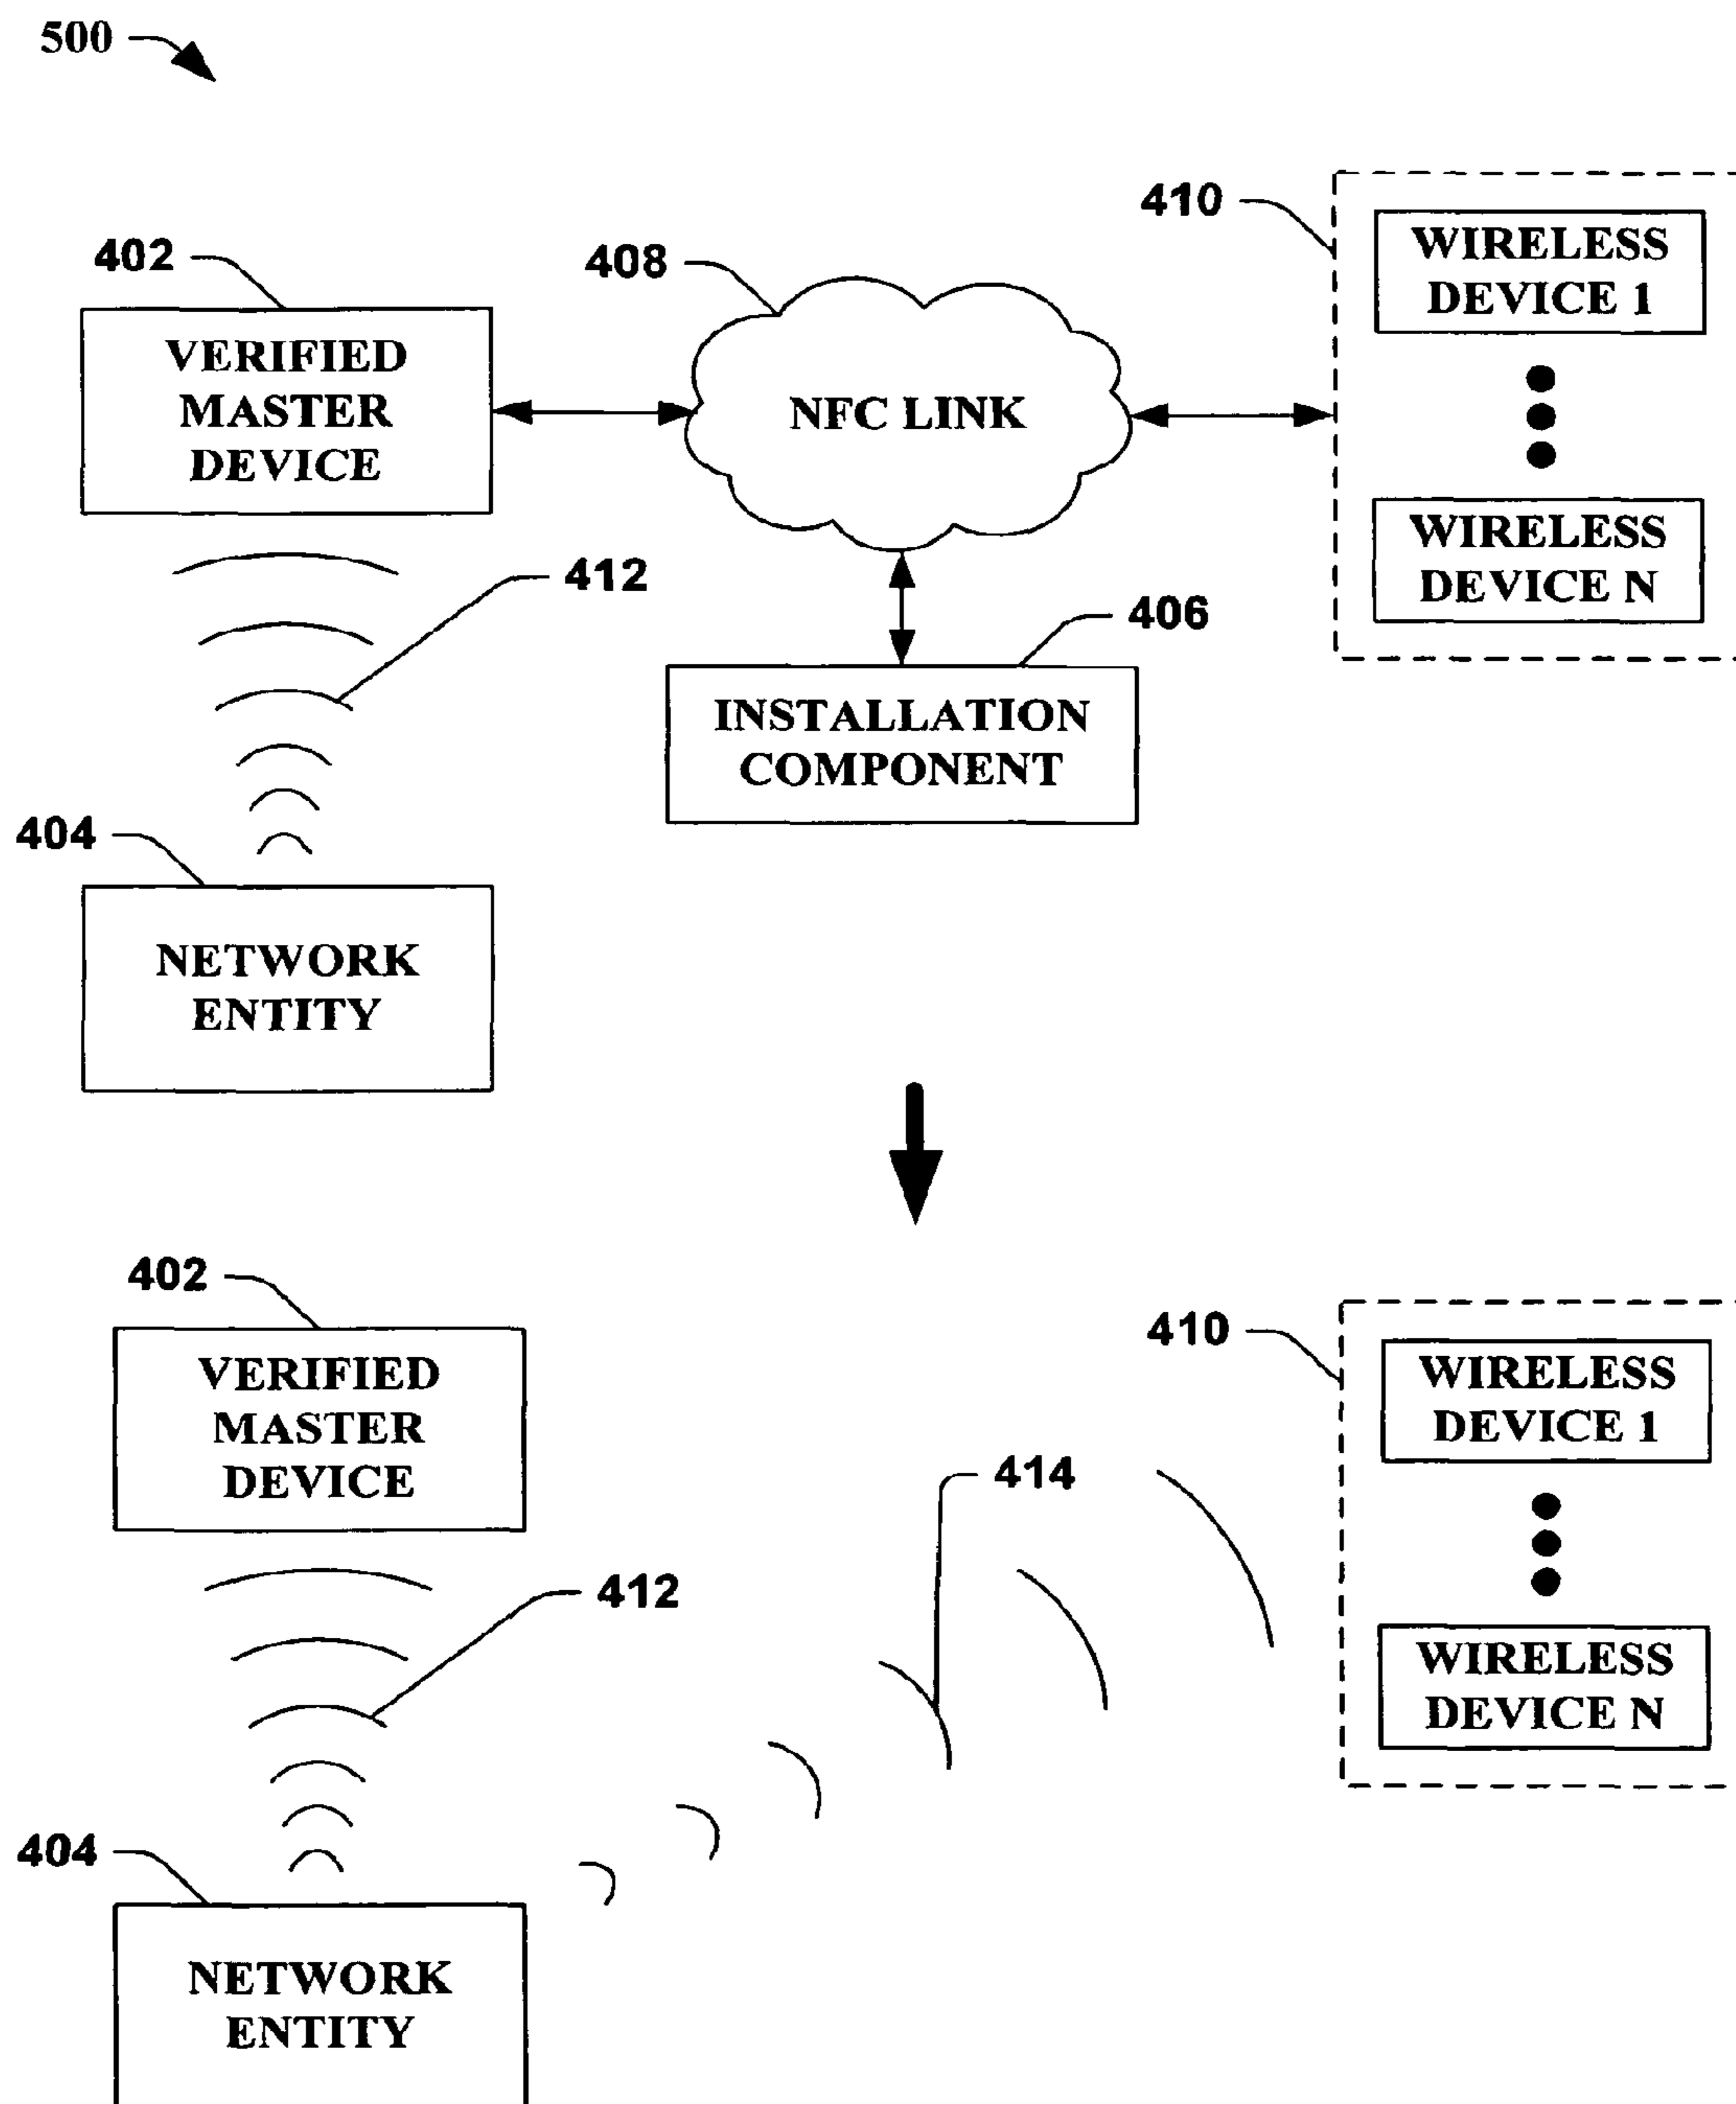 500
410
WIRELESS
DEVICE 1
402
408
VERIFIED
MASTER
DEVICE
NFC LINK
WIRELESS
DEVICE N
412
406
INSTALLATION
COMPONENT
404
NETWORK
ENTITY
402
410
VERIFIED
MASTER
DEVICE
WIRELESS
DEVICE 1
414
412
WIRELESS
DEVICE N
404
NETWORK
ENTITY